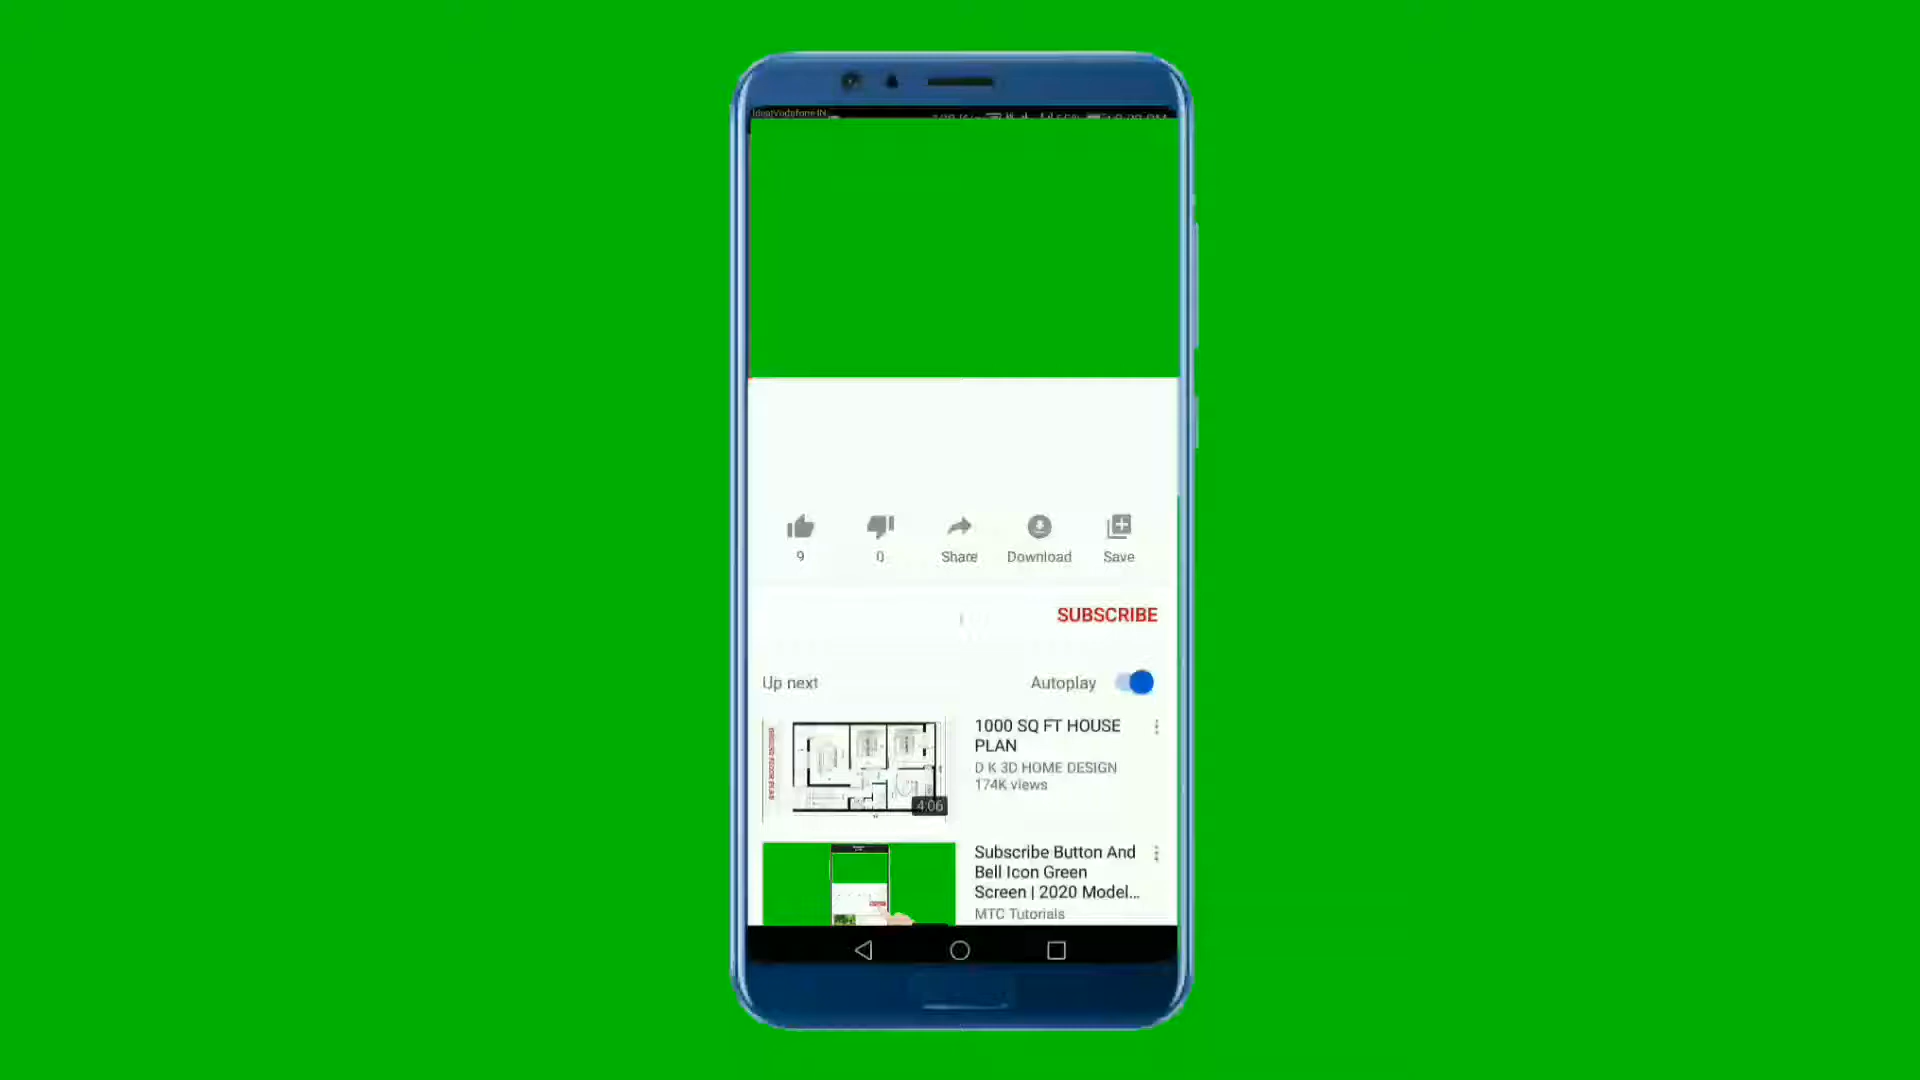 9
0
Share
Download
Save
SUBSCRIBE
Up next
Autoplay
1000 SQ FT HOUSE
PLAN
D K 3D HOME DESIGN
174K views
4:06
Subscribe Button And
Bell Icon Green
Screen | 2020 Model...
MTC Tutorials